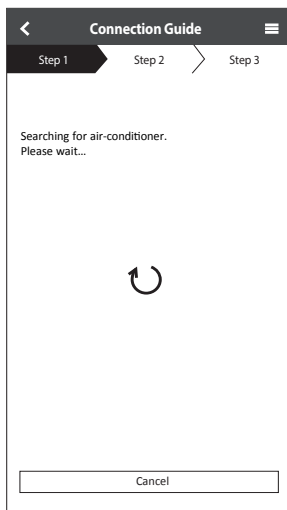 Connection Guide
Step 1 Step 2 Step 3
Searching for air-conditioner.
Please wait...
Cancel